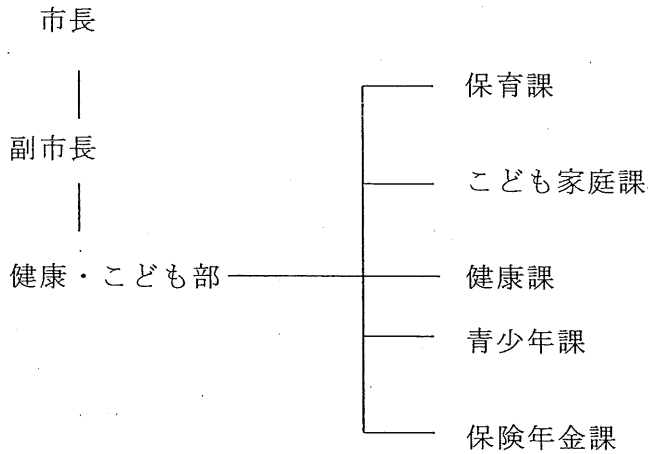 市長
副市長
健康・こども部
保育課
こども家庭課
健康課
青少年課
保険年金課